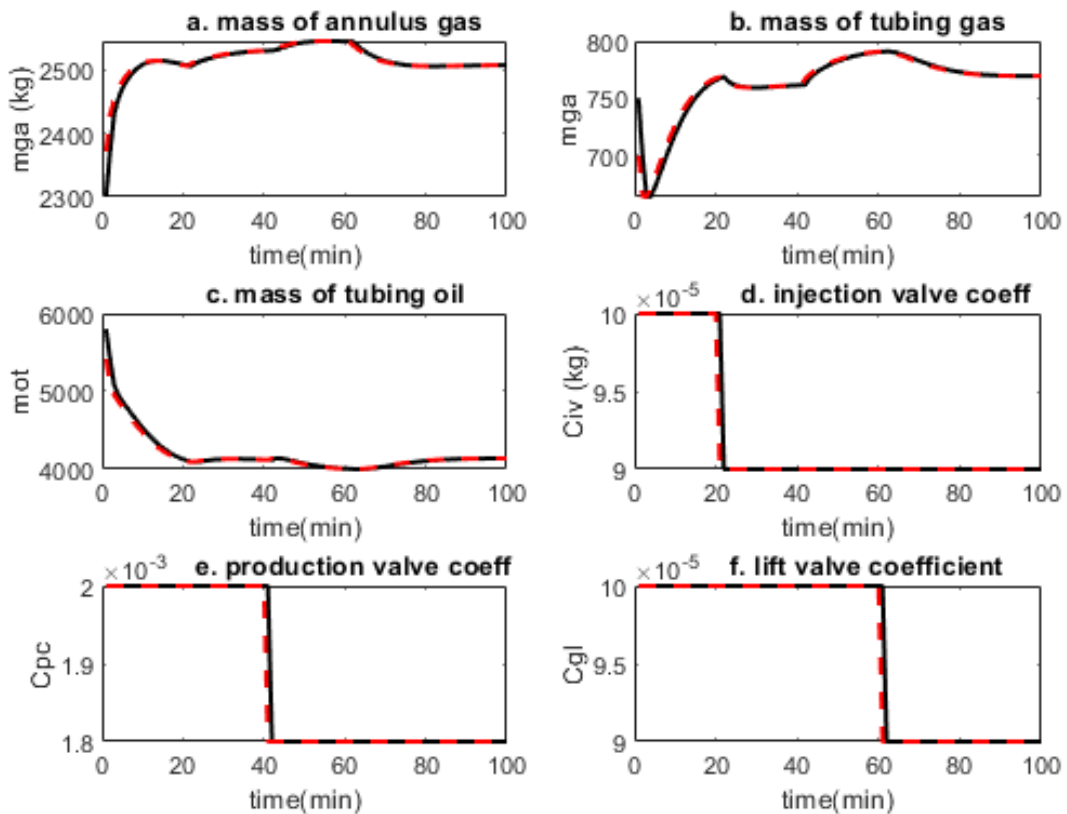 a. mass of annulus gas
mga (kg)
2500
2400
2300
0 20 40 60 80 100
time(min)
b. mass of tubing gas
mga
800
750
700
0 20 40 60 80 100
time(min)
c. mass of tubing oil
mot
6000
5000
4000
0 20 40 60 80 100
time(min)
d. injection valve coeff
×10⁻⁵
Civ (kg)
10
9.5
9
0 20 40 60 80 100
time(min)
e. production valve coeff
×10⁻³
Cpc
2
1.9
1.8
0 20 40 60 80 100
time(min)
f. lift valve coefficient
×10⁻⁵
Cgl
10
9.5
9
0 20 40 60 80 100
time(min)